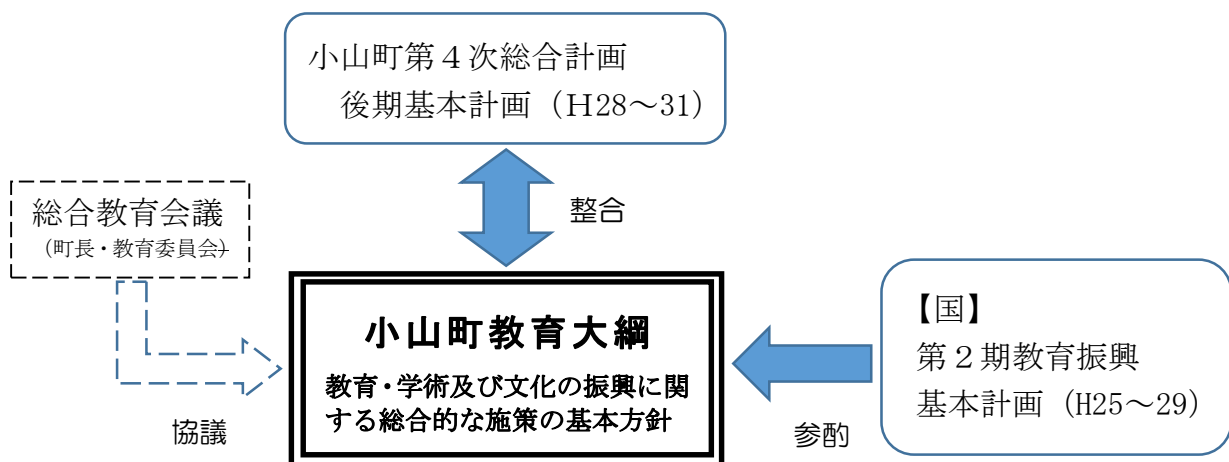 小山町第４次総合計画
後期基本計画（Ｈ28～31）
整合
総合教育会議
（町長・教育委員会）
協議
小山町教育大綱
教育・学術及び文化の振興に関
する総合的な施策の基本方針
参酌
【国】
第２期教育振興
基本計画（H25～29）